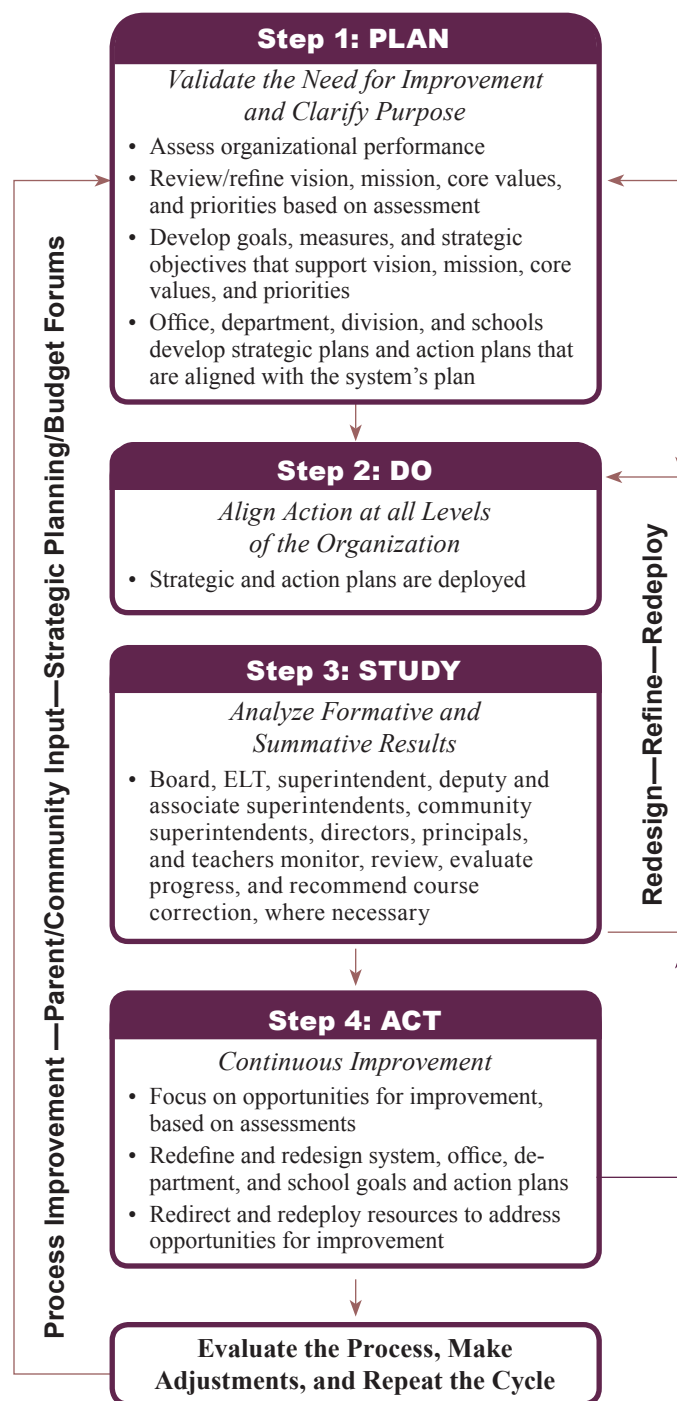 Step 1: PLAN
Validate the Need for Improvement
and Clarify Purpose
• Assess organizational performance
• Review/refine vision, mission, core values,
and priorities based on assessment
• Develop goals, measures, and strategic
objectives that support vision, mission, core
values, and priorities
• Office, department, division, and schools
develop strategic plans and action plans that
are aligned with the system’s plan
Step 2: DO
Align Action at all Levels
of the Organization
• Strategic and action plans are deployed
Step 3: STUDY
Analyze Formative and
Summative Results
• Board, ELT, superintendent, deputy and
associate superintendents, community
superintendents, directors, principals,
and teachers monitor, review, evaluate
progress, and recommend course
correction, where necessary
Step 4: ACT
Continuous Improvement
• Focus on opportunities for improvement,
based on assessments
• Redefine and redesign system, office, de-
partment, and school goals and action plans
• Redirect and redeploy resources to address
opportunities for improvement
Evaluate the Process, Make
Adjustments, and Repeat the Cycle
Process Improvement —Parent/Community Input—Strategic Planning/Budget Forums
Redesign—Refine—Redeploy